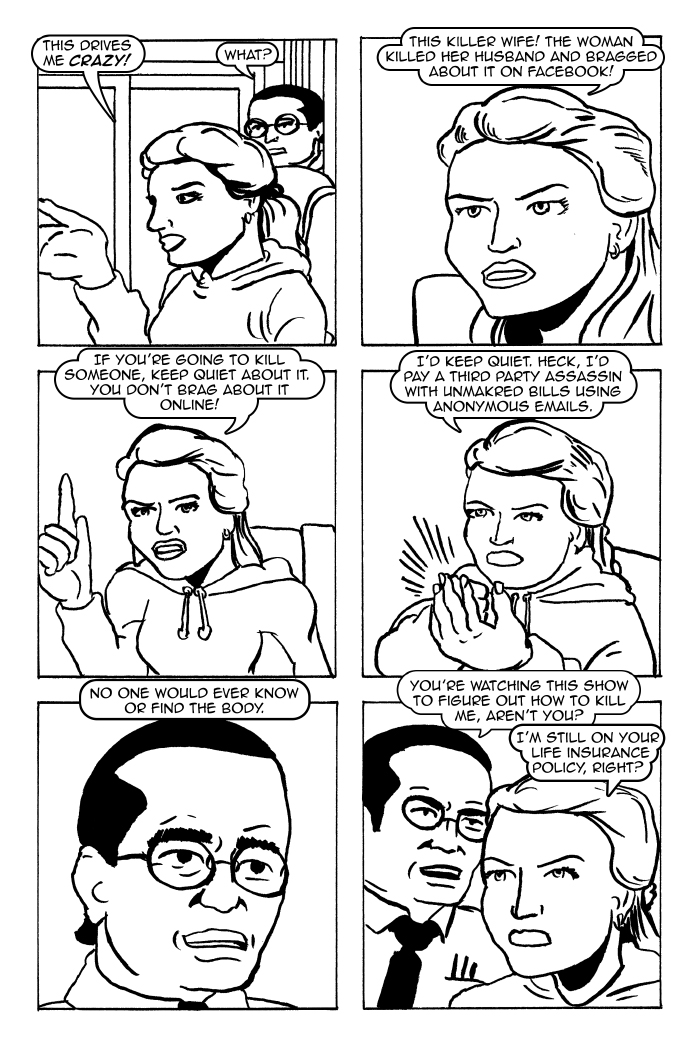 THIS DRIVES
ME CRAZY!
WHAT?
THIS KILLER WIFE! THE WOMAN
KILLED HER HUSBAND AND BRAGGED
ABOUT IT ON FACEBOOK!
IF YOU'RE GOING TO KILL
SOMEONE, KEEP QUIET ABOUT IT.
YOU DON'T BRAG ABOUT IT
ONLINE!
I'D KEEP QUIET. HECK, I'D
PAY A THIRD PARTY ASSASSIN
WITH UNMAKRED BILLS USING
ANONYMOUS EMAILS.
NO ONE WOULD EVER KNOW
OR FIND THE BODY.
YOU'RE WATCHING THIS SHOW
TO FIGURE OUT HOW TO KILL
ME, AREN'T YOU?
I'M STILL ON YOUR
LIFE INSURANCE
POLICY, RIGHT?